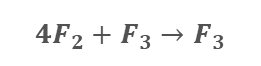 4F₂ + F₃ → F₃